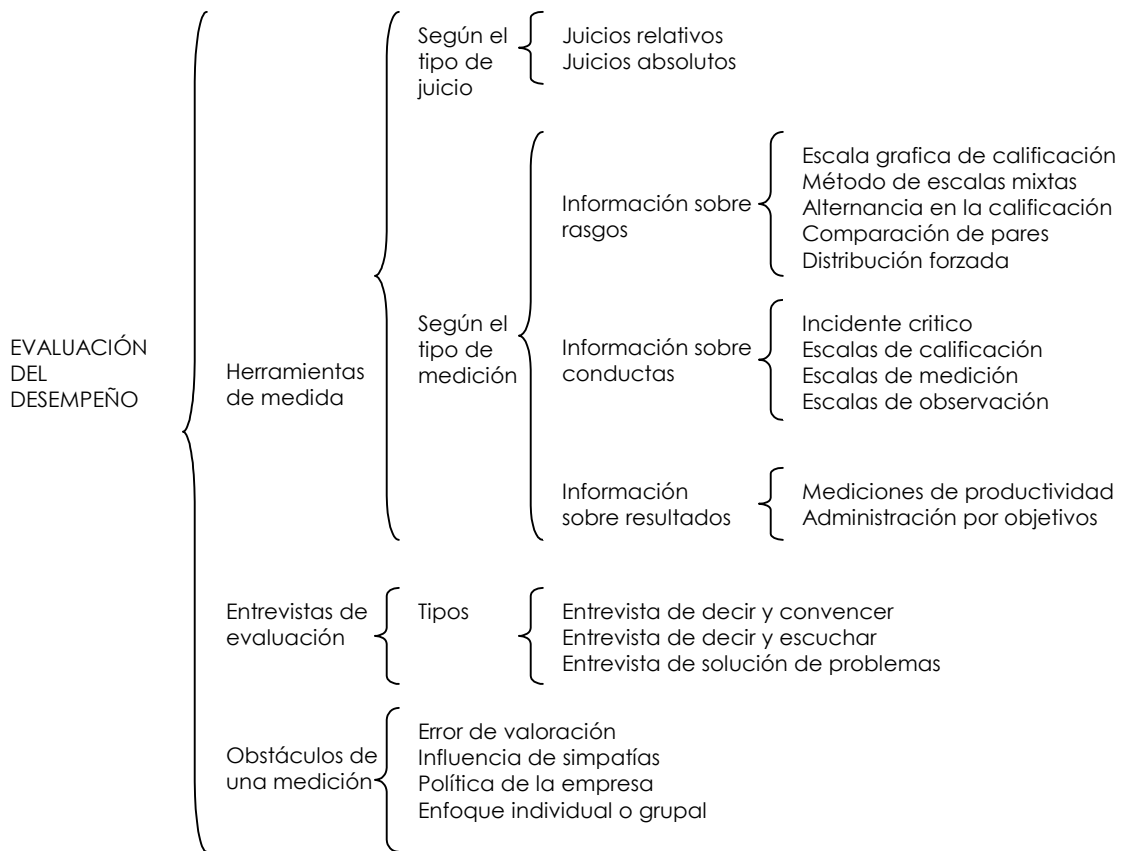 EVALUACIÓN
DEL
DESEMPEÑO
Herramientas
de medida
Según el
tipo de
juicio
Juicios relativos
Juicios absolutos
Según el
tipo de
medición
Información sobre
rasgos
Escala grafica de calificación
Método de escalas mixtas
Alternancia en la calificación
Comparación de pares
Distribución forzada
Información sobre
conductas
Incidente critico
Escalas de calificación
Escalas de medición
Escalas de observación
Información
sobre resultados
Mediciones de productividad
Administración por objetivos
Entrevistas de
evaluación
Tipos
Entrevista de decir y convencer
Entrevista de decir y escuchar
Entrevista de solución de problemas
Obstáculos de
una medición
Error de valoración
Influencia de simpatías
Política de la empresa
Enfoque individual o grupal